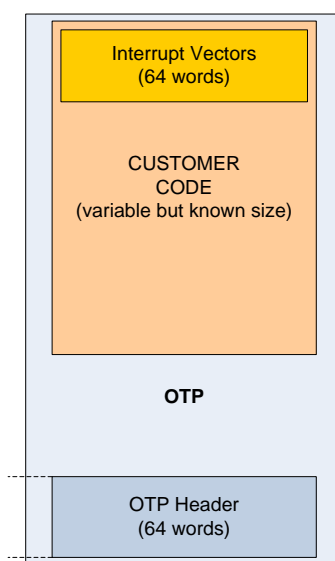 Interrupt Vectors
(64 words)
CUSTOMER
CODE
(variable but known size)
OTP
OTP Header
(64 words)